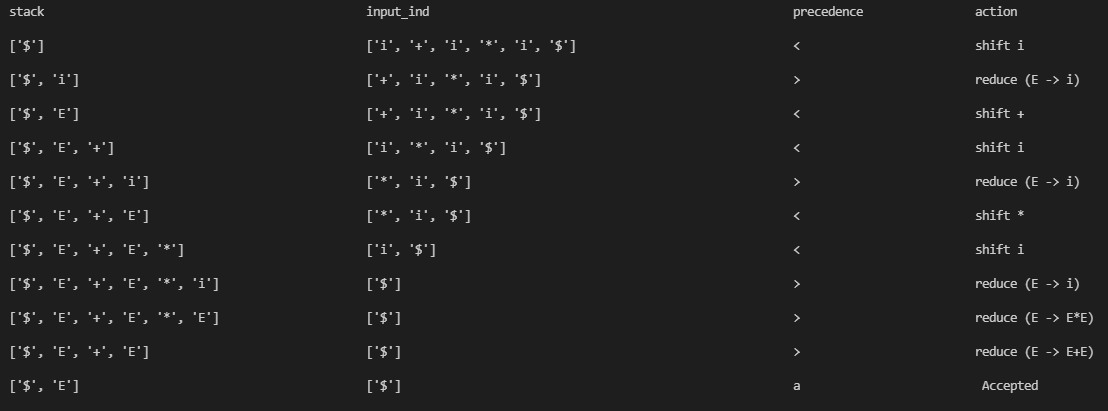 stack input_ind precedence action
['$'] ['i', '+', 'i', '*', 'i', '$'] < shift i
['$', 'i'] ['+', 'i', '*', 'i', '$'] > reduce (E -> i)
['$', 'E'] ['+', 'i', '*', 'i', '$'] < shift +
['$', 'E', '+'] ['i', '*', 'i', '$'] < shift i
['$', 'E', '+', 'i'] ['*', 'i', '$'] > reduce (E -> i)
['$', 'E', '+', 'E'] ['*', 'i', '$'] < shift *
['$', 'E', '+', 'E', '*'] ['i', '$'] < shift i
['$', 'E', '+', 'E', '*', 'i'] ['$'] > reduce (E -> i)
['$', 'E', '+', 'E', '*', 'E'] ['$'] > reduce (E -> E*E)
['$', 'E', '+', 'E'] ['$'] > reduce (E -> E+E)
['$', 'E'] ['$'] a Accepted